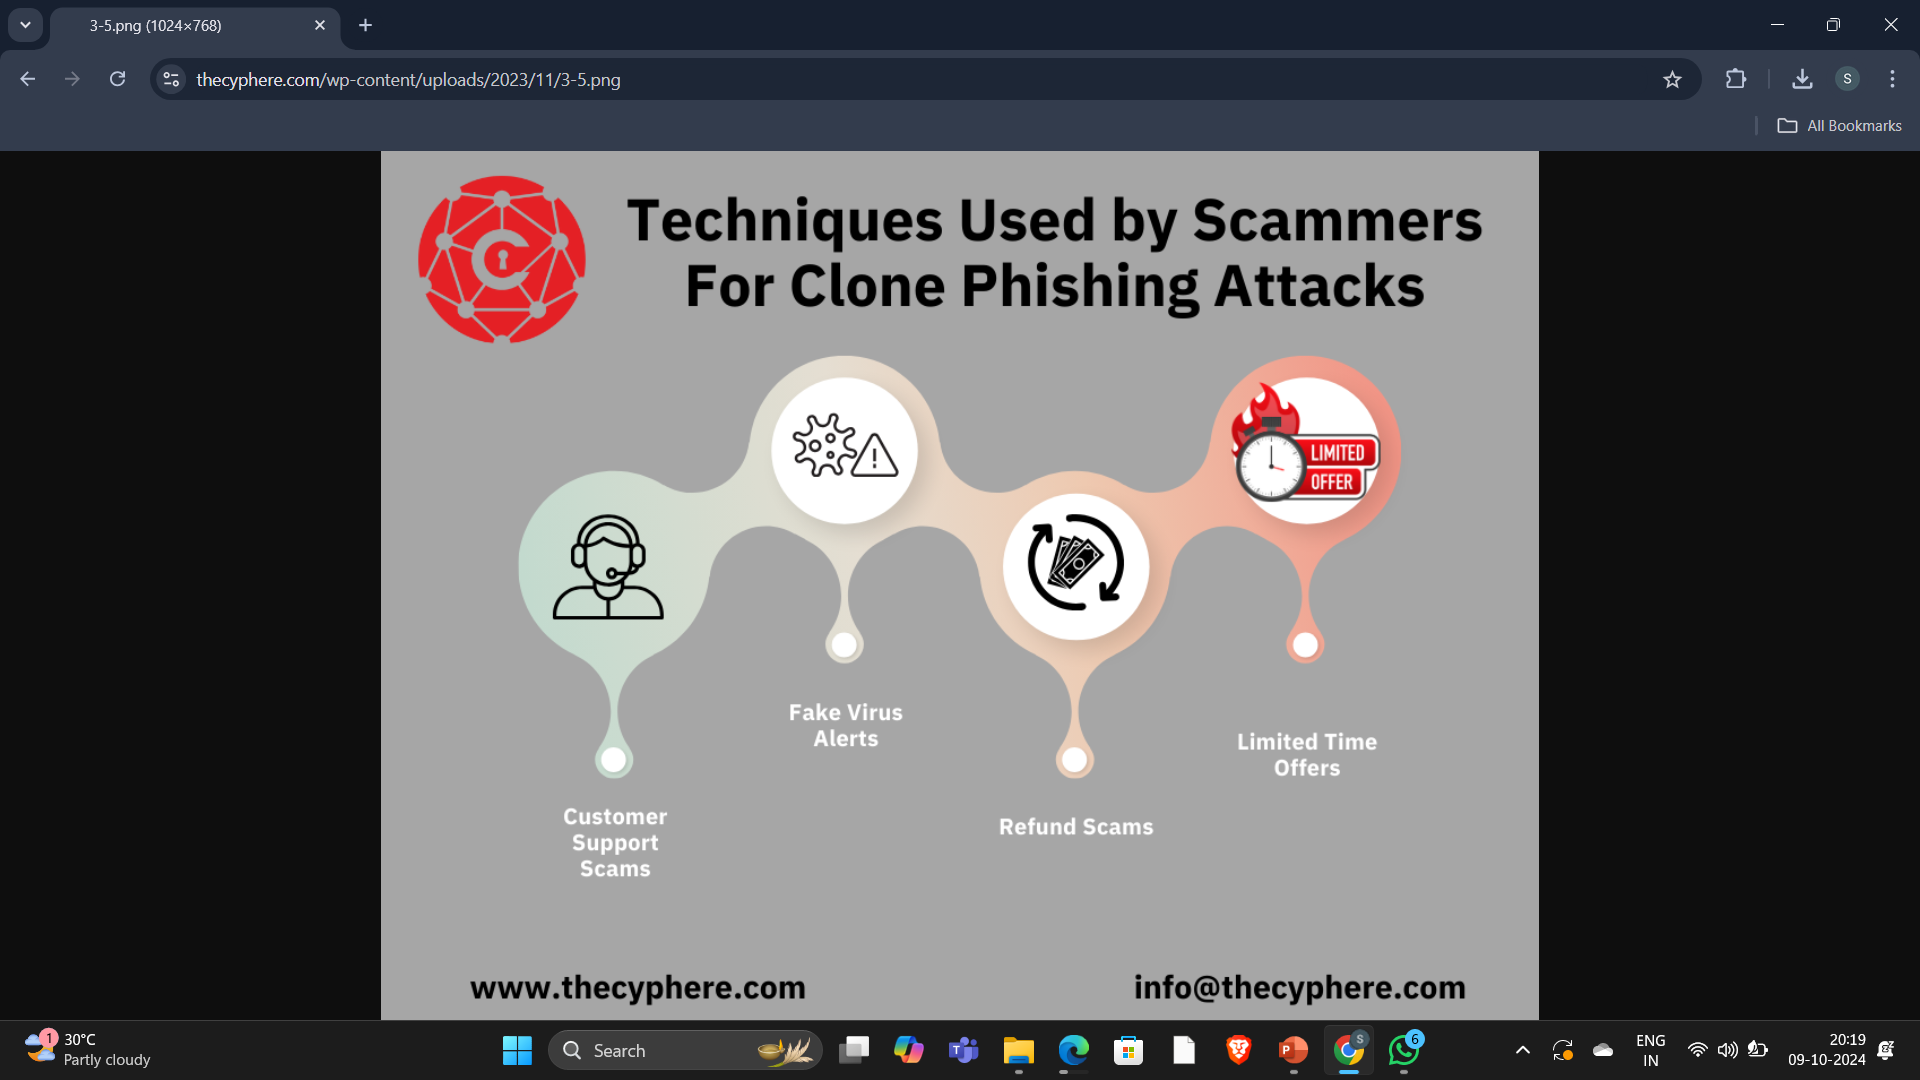 3-5.png (1024×768)
thecyphere.com/wp-content/uploads/2023/11/3-5.png
S
All Bookmarks
Techniques Used by Scammers
For Clone Phishing Attacks
C
LIMITED
OFFER
Fake Virus
Alerts
Limited Time
Offers
Customer
Support
Scams
Refund Scams
www.thecyphere.com
info@thecyphere.com
1
30°C
Partly cloudy
Search
T
P
S
6
ENG
IN
20:19
09-10-2024